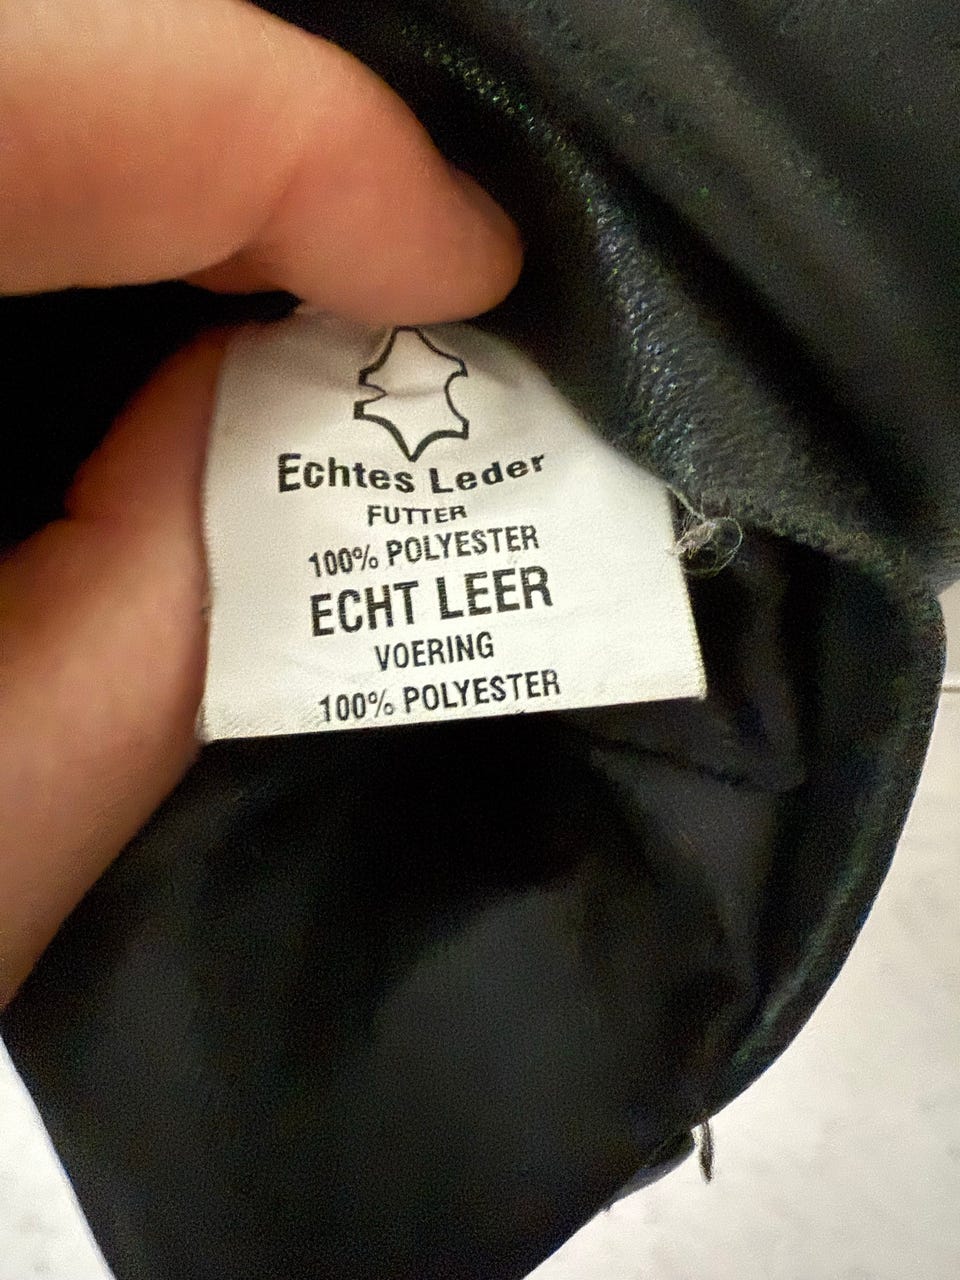 Echtes Leder
FUTTER
100% POLYESTER
ECHT LEER
VOERING
100% POLYESTER